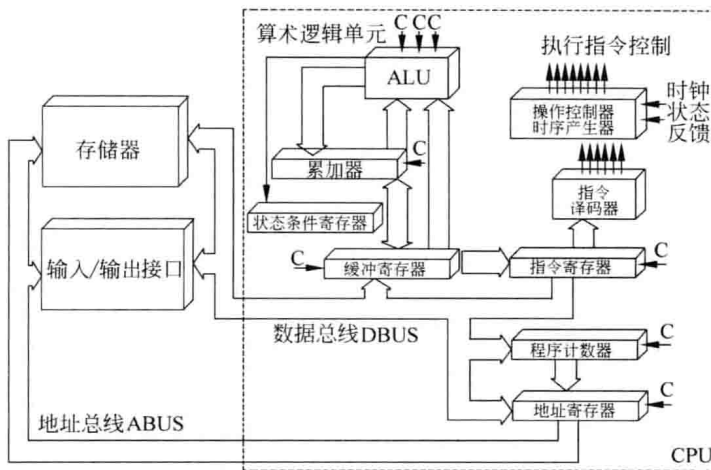 算术逻辑单元
C
C
C
执行指令控制
ALU
操作控制器
时序产生器
时钟
状态
反馈
存储器
累加器
C
指令
译码器
状态条件寄存器
输入/输出接口
C
缓冲寄存器
指令寄存器
C
数据总线DBUS
程序计数器
C
地址寄存器
C
地址总线ABUS
CPU